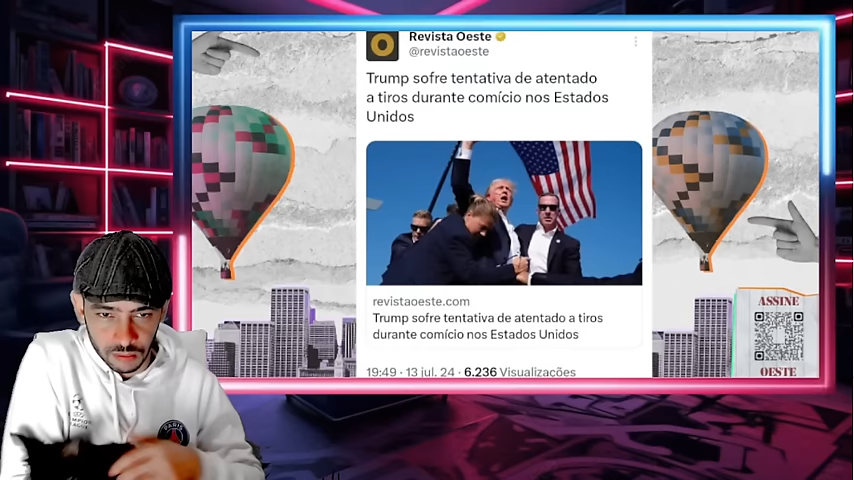 Revista Oeste
@revistaoeste
Trump sofre tentativa de atentado
a tiros durante comício nos Estados
Unidos
revistaoeste.com
Trump sofre tentativa de atentado a tiros
durante comício nos Estados Unidos
19:49 · 13 jul. 24 · 6.236 Visualizações
ASSINE
OESTE
PARIS